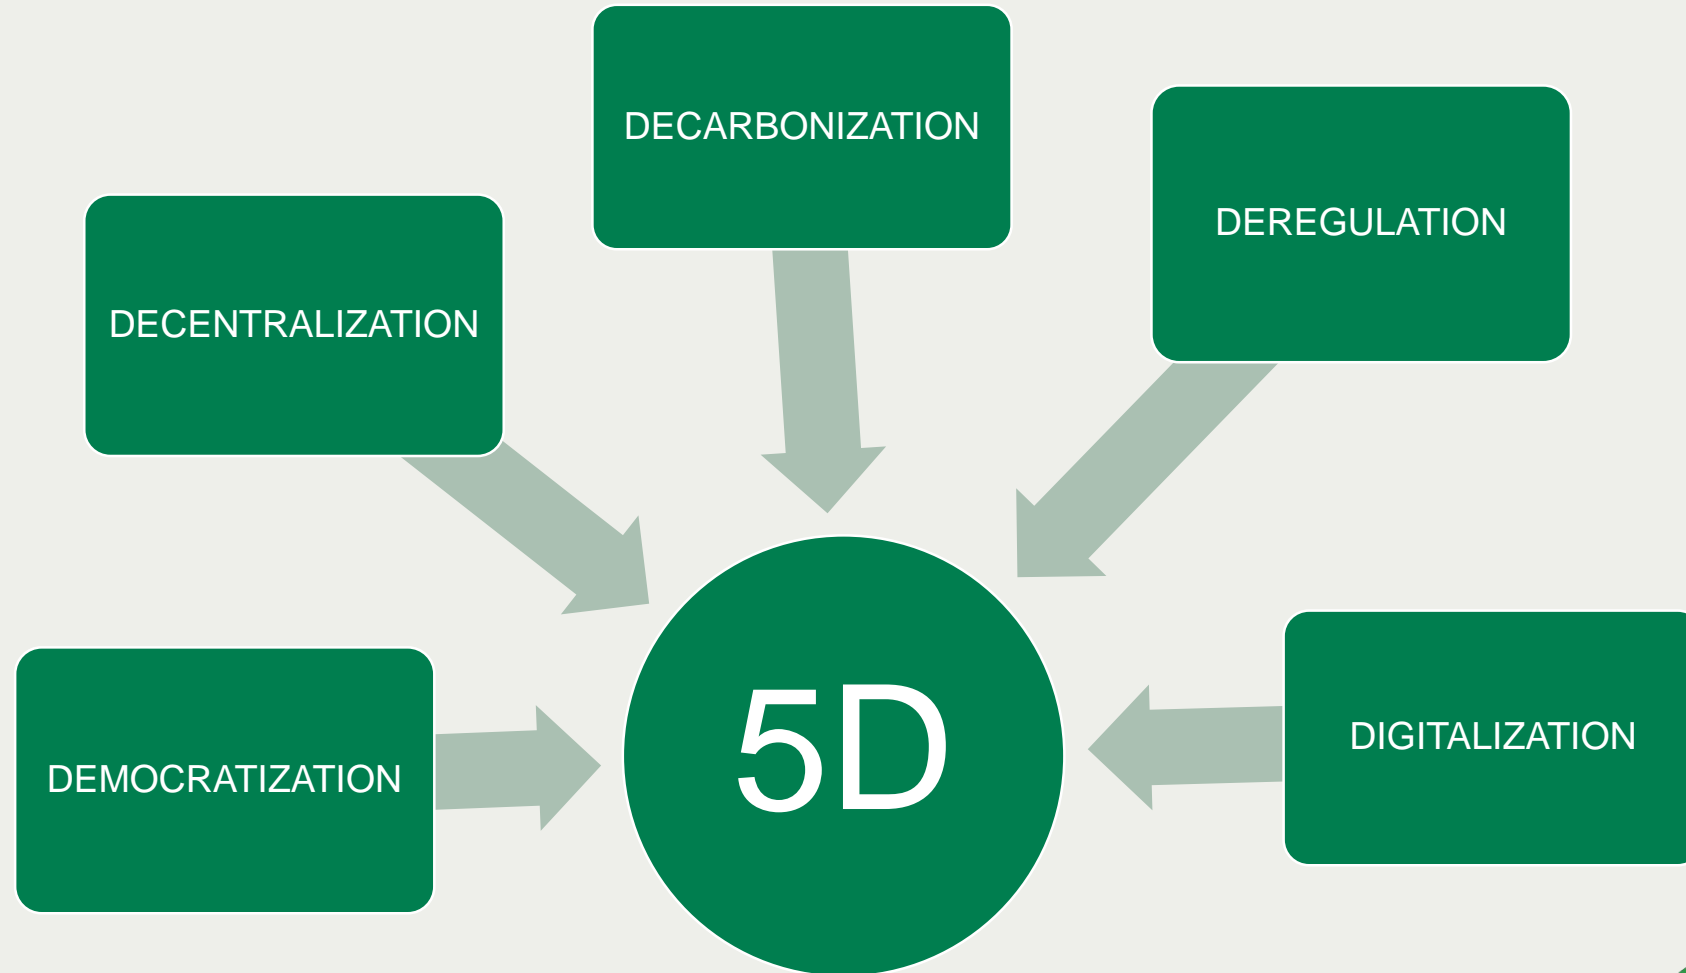 DECARBONIZATION
DEREGULATION
DECENTRALIZATION
DEMOCRATIZATION
5D
DIGITALIZATION